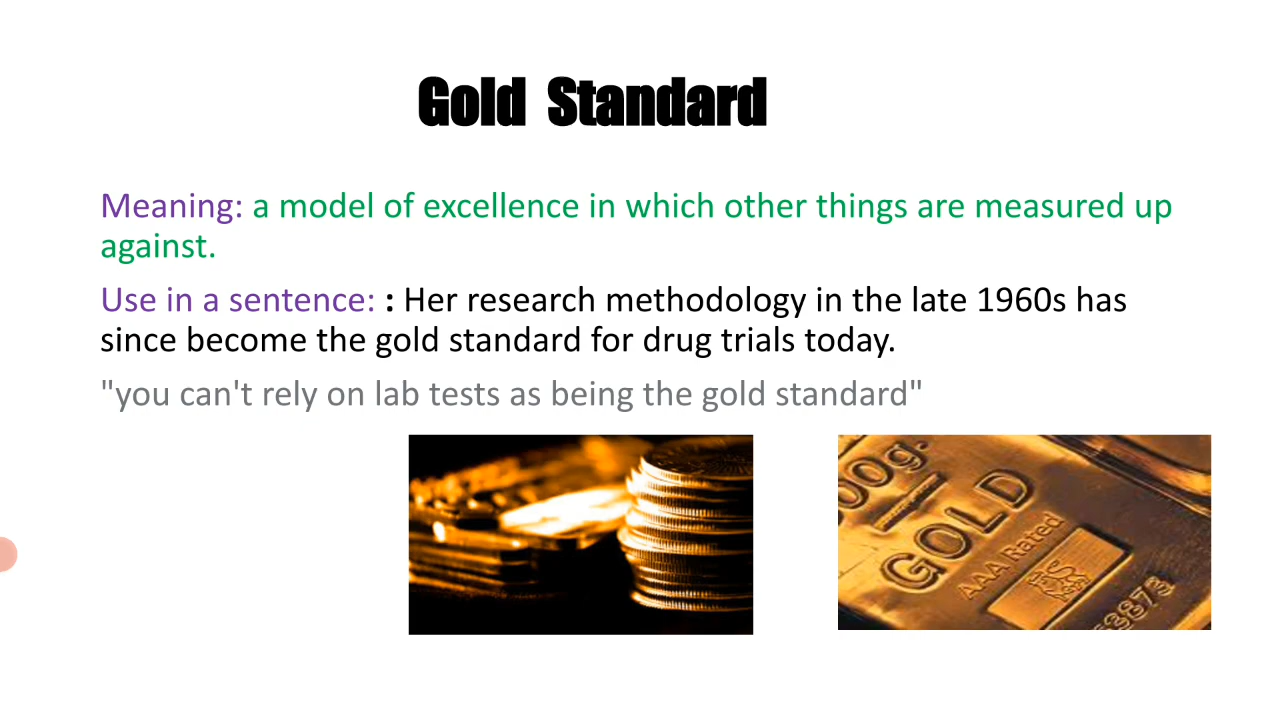 Gold Standard
Meaning: a model of excellence in which other things are measured up
against.
Use in a sentence: : Her research methodology in the late 1960s has
since become the gold standard for drug trials today.
"you can't rely on lab tests as being the gold standard"
00g.
GOLD
AAA Rated